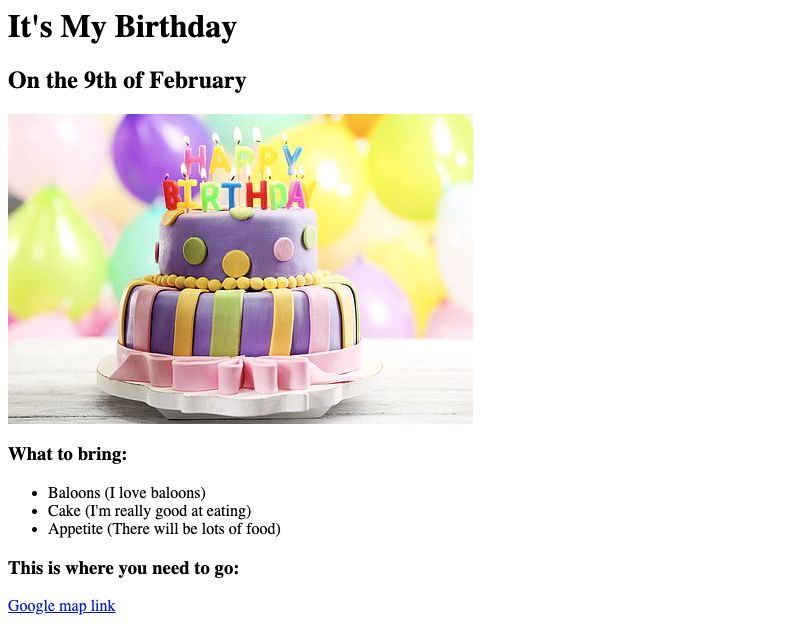 It's My Birthday
On the 9th of February
HAPPY
BIRTHDAY
What to bring:
Baloons (I love baloons)
Cake (I'm really good at eating)
Appetite (There will be lots of food)
This is where you need to go:
Google map link